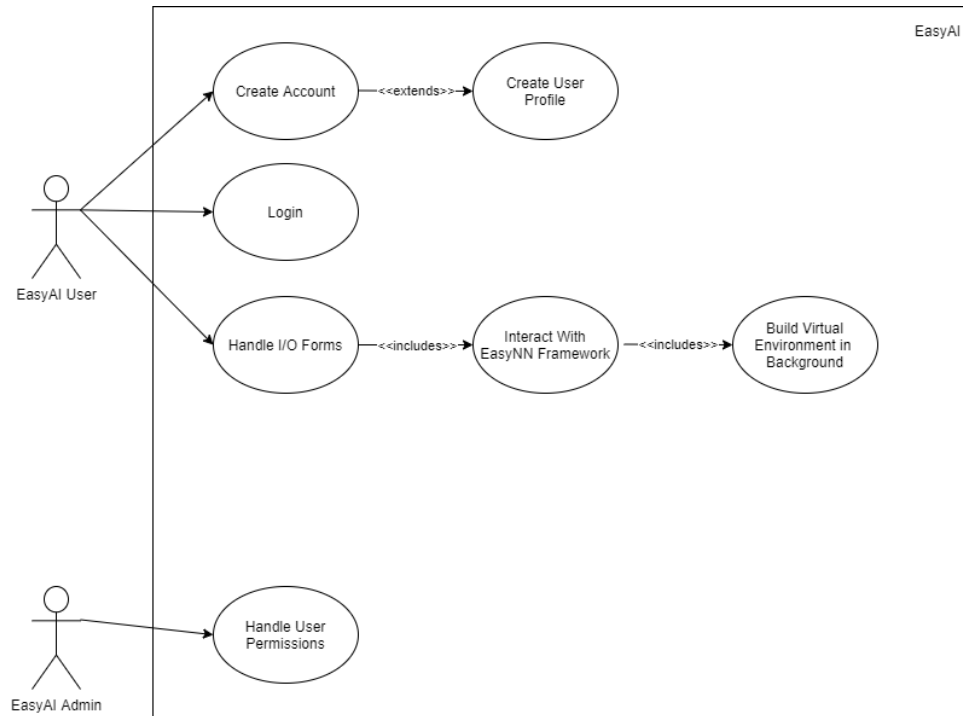 EasyAI
Create Account
<<extends>>
Create User
Profile
Login
EasyAI User
Handle I/O Forms
<<includes>>
Interact With
EasyNN Framework
<<includes>>
Build Virtual
Environment in
Background
Handle User
Permissions
EasyAI Admin